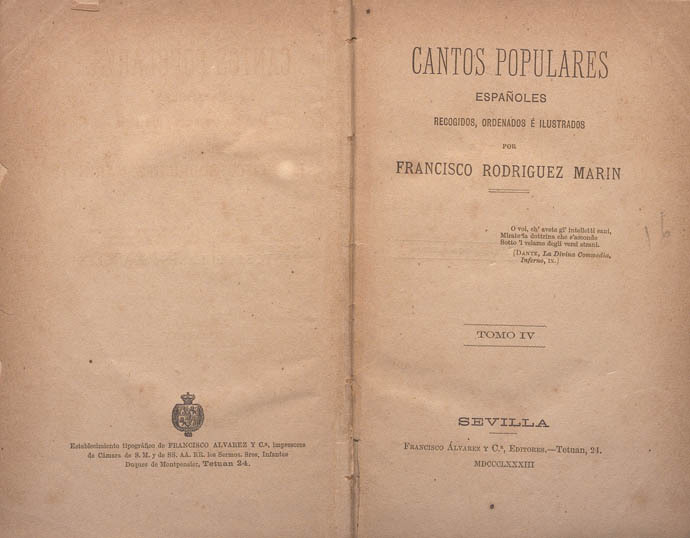 Establecimiento tipográfico de FRANCISCO ALVAREZ Y C.ª, impresores
de Cámara de S. M. y de SS. AA. RR. los Sermos. Sres. Infantes
Duques de Montpensier, Tetuan 24.
CANTOS POPULARES
ESPAÑOLES
RECOGIDOS, ORDENADOS É ILUSTRADOS
POR
FRANCISCO RODRIGUEZ MARIN
O voi, ch' avete gl' intelletti sani,
Mirate la dottrina che s'asconde
Sotto 'l velame degli versi strani.
(DANTE, La Divina Commedia,
Inferno, IX.)
TOMO IV
SEVILLA
FRANCISCO ÁLVAREZ Y C.ª, EDITORES.—Tetuan, 24.
MDCCCLXXXIII